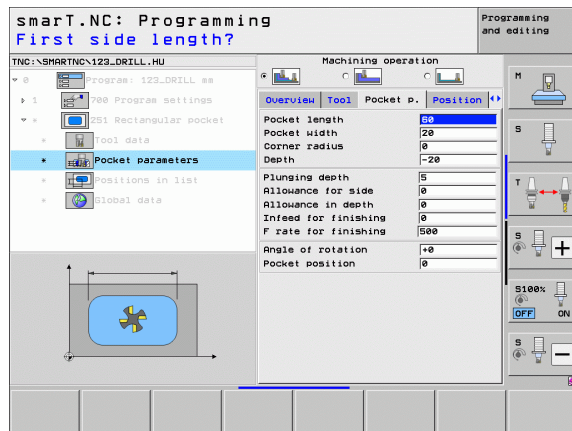 smarT.NC: Programming
First side length?
Programming
and editing
TNC:\SMARTNC\123_DRILL.HU
0 Program: 123_DRILL mm
1 700 Program settings
* 251 Rectangular pocket
* Tool data
* Pocket parameters
* Positions in list
* Global data
Machining operation
Overview Tool Pocket p. Position
Pocket length 60
Pocket width 20
Corner radius 0
Depth -20
Plunging depth 5
Allowance for side 0
Allowance in depth 0
Infeed for finishing 0
F rate for finishing 500
Angle of rotation +0
Pocket position 0
M
S
T
S
S100%
OFF ON
S